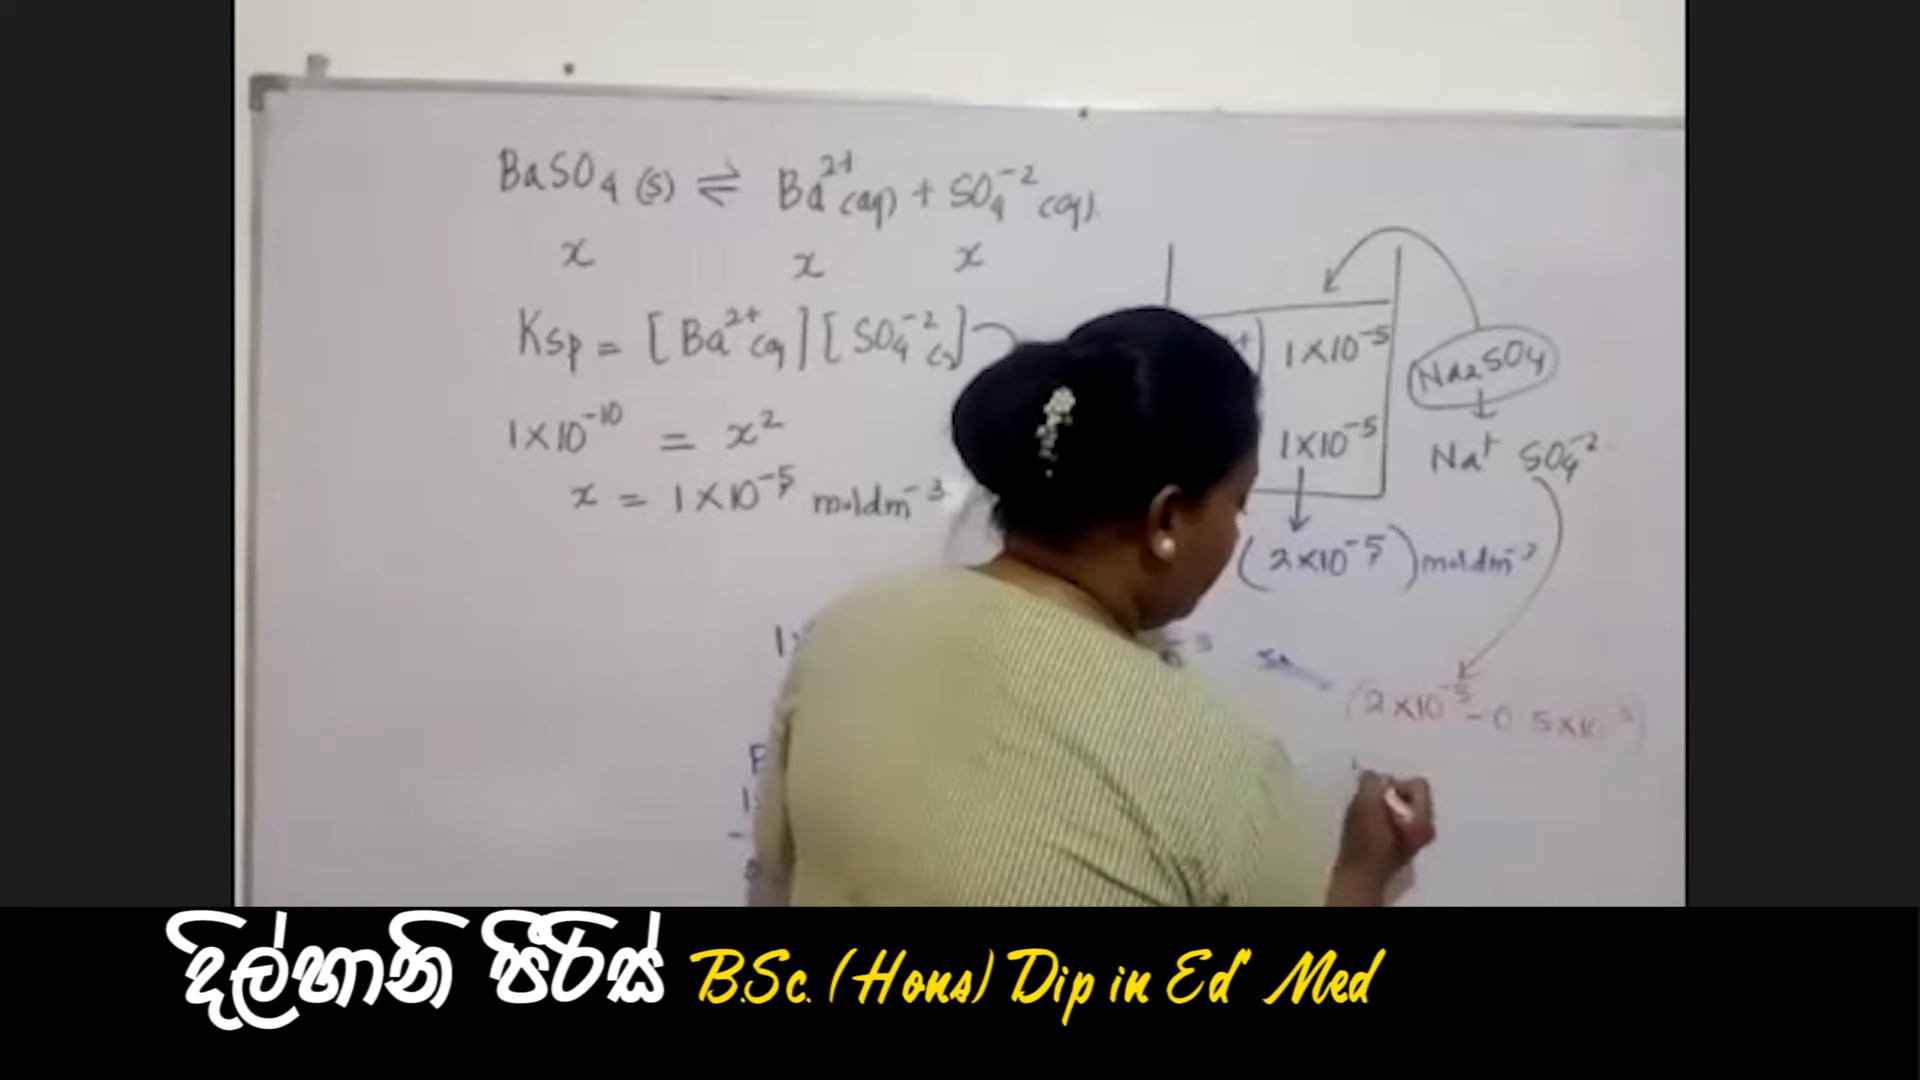 BaSO₄ (s) ⇌ Ba²⁺(aq) + SO₄⁻²(aq)
x x x
Ksp = [Ba²⁺aq][SO₄⁻²
1×10⁻¹⁰ = x²
x = 1×10⁻⁵ moldm⁻³
1×10⁻⁵
1×10⁻⁵
Na₂SO₄
Na⁺ SO₄⁻²
(2×10⁻⁵) moldm⁻³
(2×10⁻⁵ - 0.5×10⁻⁵)
දිල්හානි පීරිස් B.Sc. (Hons) Dip in Ed Med